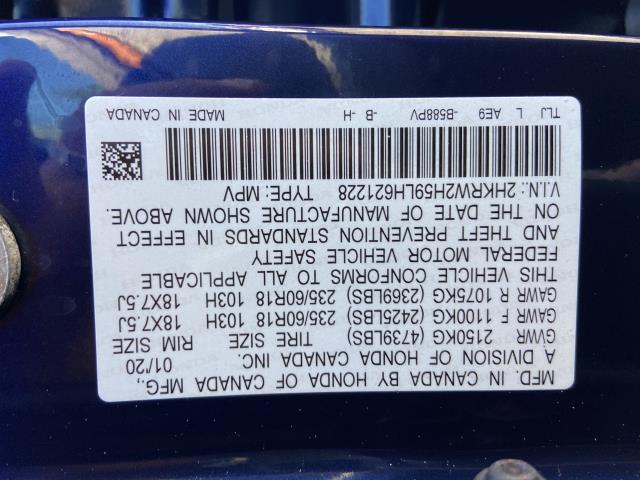 MFD. IN CANADA BY HONDA OF CANADA MFG.,
A DIVISION OF HONDA CANADA INC. 01/20
GVWR 2150KG (4739LBS) TIRE SIZE RIM SIZE
GAWR F 1100KG (2425LBS) 235/60R18 103H 18X7.5J
GAWR R 1075KG (2369LBS) 235/60R18 103H 18X7.5J
THIS VEHICLE CONFORMS TO ALL APPLICABLE
FEDERAL MOTOR VEHICLE SAFETY
AND THEFT PREVENTION STANDARDS IN EFFECT
ON THE DATE OF MANUFACTURE SHOWN ABOVE.
V.I.N.: 2HKRW2H59LH621228 TYPE: MPV
TLJ L AE9 -B588PV -B -H MADE IN CANADA